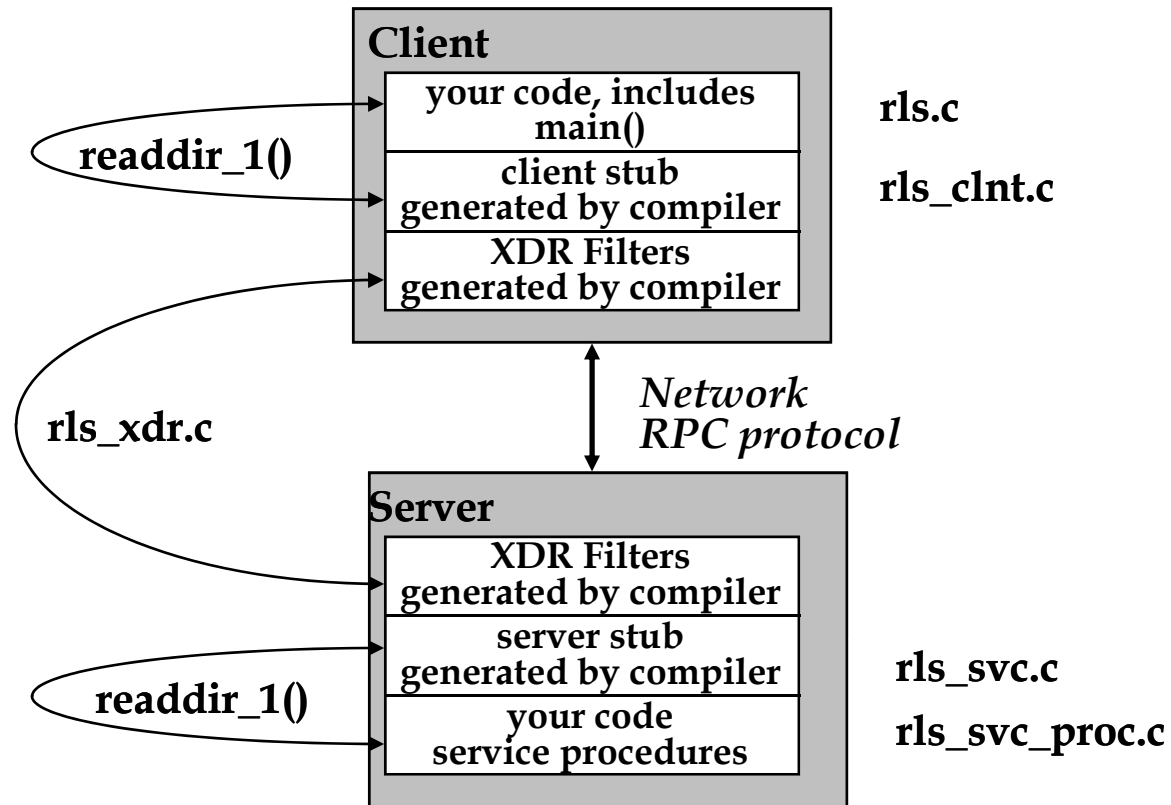 Client
your code, includes
main()
rls.c
readdir_1()
client stub
generated by compiler
rls_clnt.c
XDR Filters
generated by compiler
rls_xdr.c
Network
RPC protocol
Server
XDR Filters
generated by compiler
server stub
generated by compiler
rls_svc.c
readdir_1()
your code
service procedures
rls_svc_proc.c